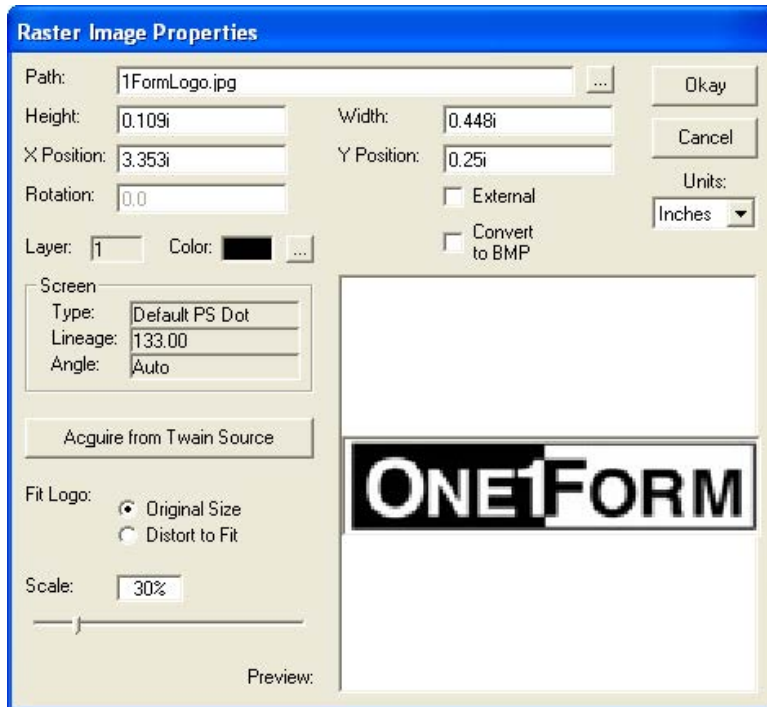 Raster Image Properties
Path: 1FormLogo.jpg ... Okay
Height: 0.109i Width: 0.448i Cancel
X Position: 3.353i Y Position: 0.25i
Rotation: 0.0 External Units:
Inches
Layer: 1 Color: ... Convert
to BMP
Screen
Type: Default PS Dot
Lineage: 133.00
Angle: Auto
Acquire from Twain Source
ONE1FORM
Fit Logo: Original Size
Distort to Fit
Scale: 30%
Preview: